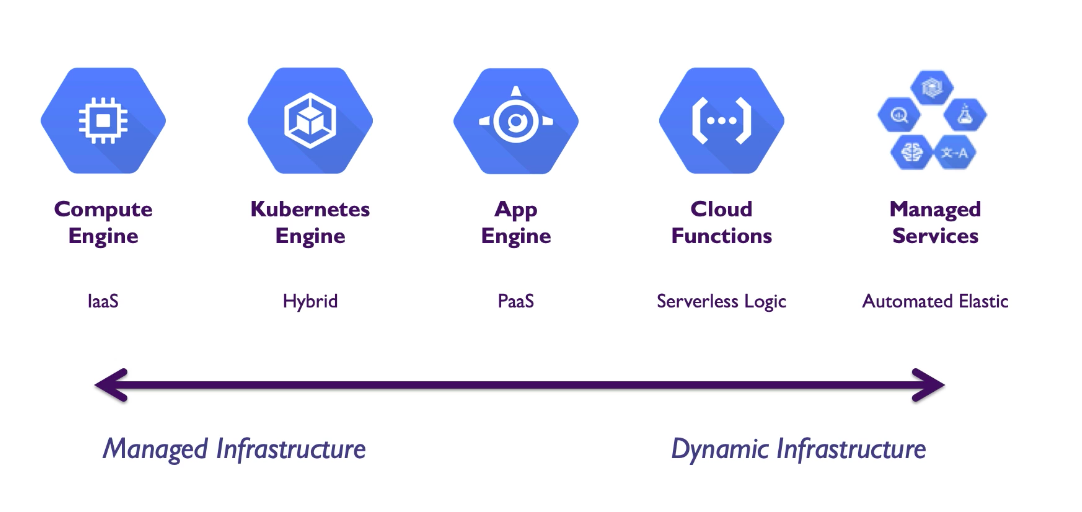 Compute
Engine
Kubernetes
Engine
App
Engine
Cloud
Functions
Managed
Services
IaaS
Hybrid
PaaS
Serverless Logic
Automated Elastic
Managed Infrastructure
Dynamic Infrastructure
文→A